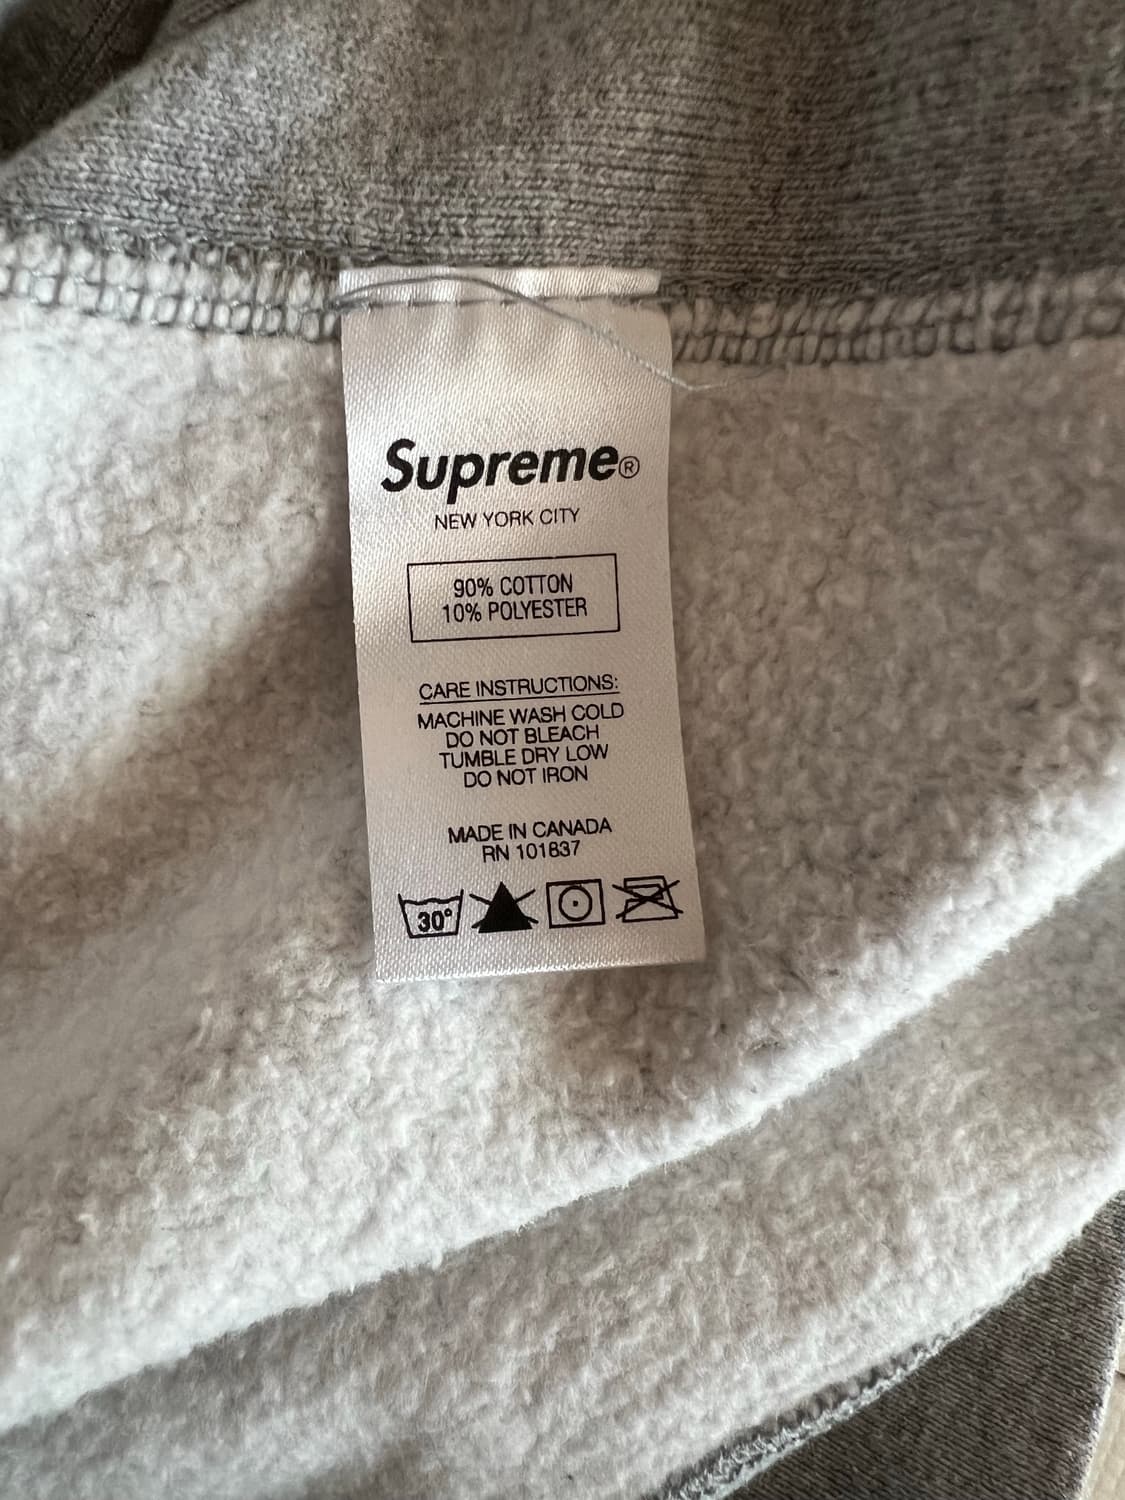 Supreme®
NEW YORK CITY
90% COTTON
10% POLYESTER
CARE INSTRUCTIONS:
MACHINE WASH COLD
DO NOT BLEACH
TUMBLE DRY LOW
DO NOT IRON
MADE IN CANADA
RN 101837
30°